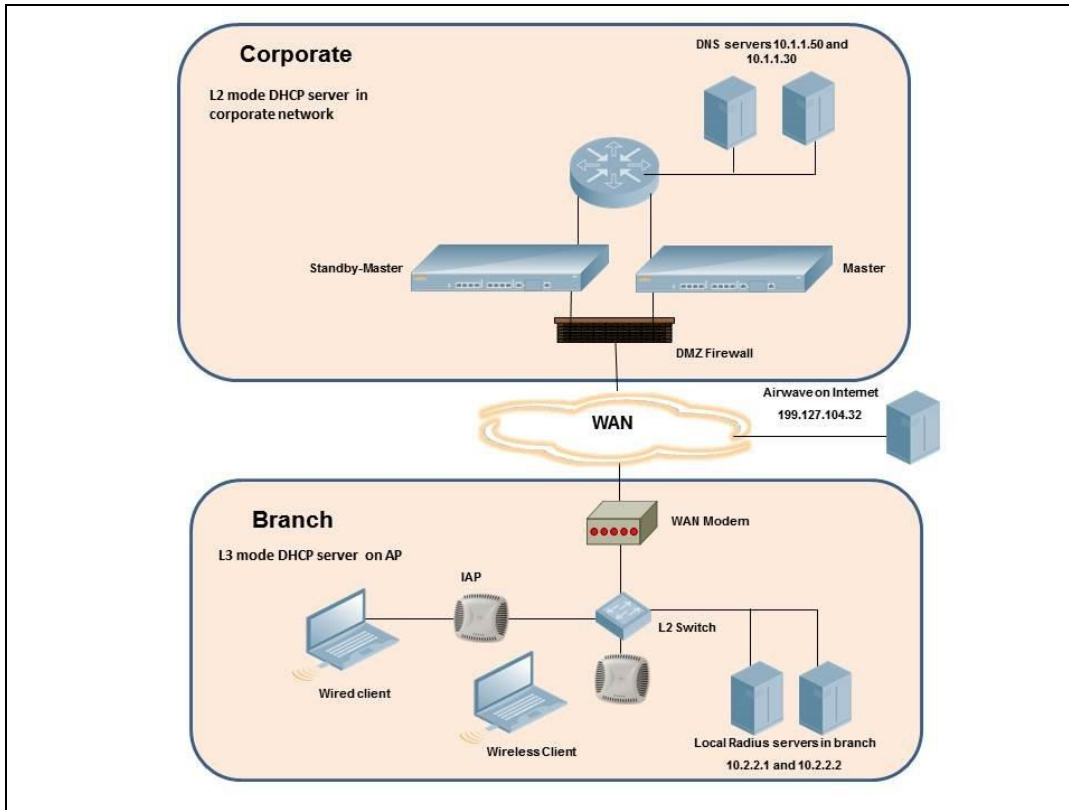 Corporate
L2 mode DHCP server in
corporate network
DNS servers 10.1.1.50 and
10.1.1.30
Standby-Master
Master
DMZ Firewall
WAN
Airwave on Internet
199.127.104.32
Branch
L3 mode DHCP server on AP
WAN Modem
IAP
L2 Switch
Wired client
Wireless Client
Local Radius servers in branch
10.2.2.1 and 10.2.2.2